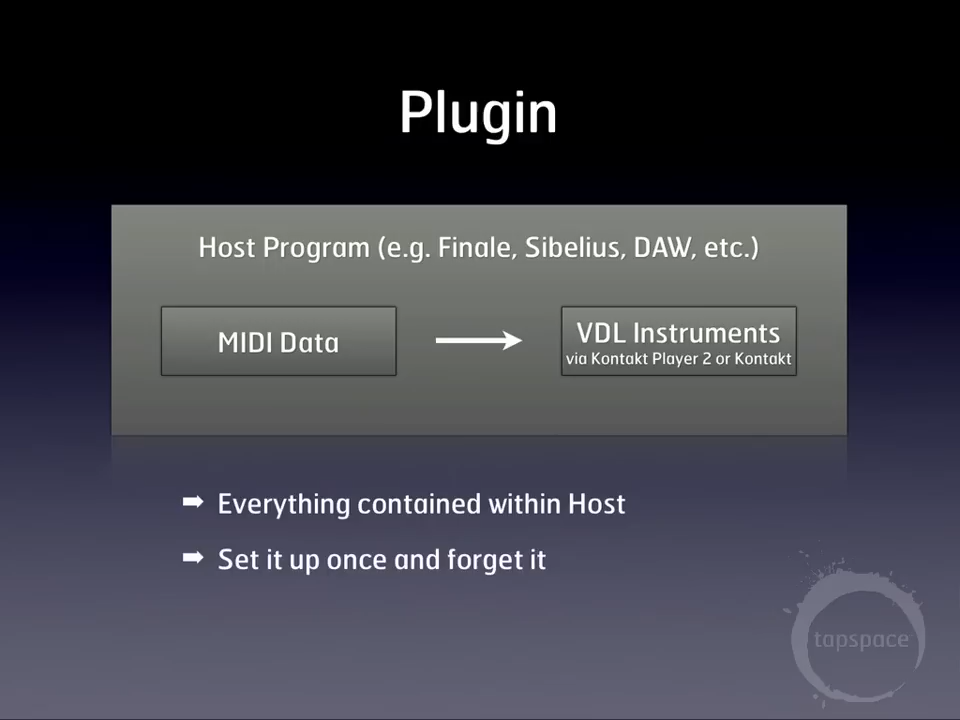 Plugin
Host Program (e.g. Finale, Sibelius, DAW, etc.)
MIDI Data
VDL Instruments
via Kontakt Player 2 or Kontakt
Everything contained within Host
Set it up once and forget it
tapspace